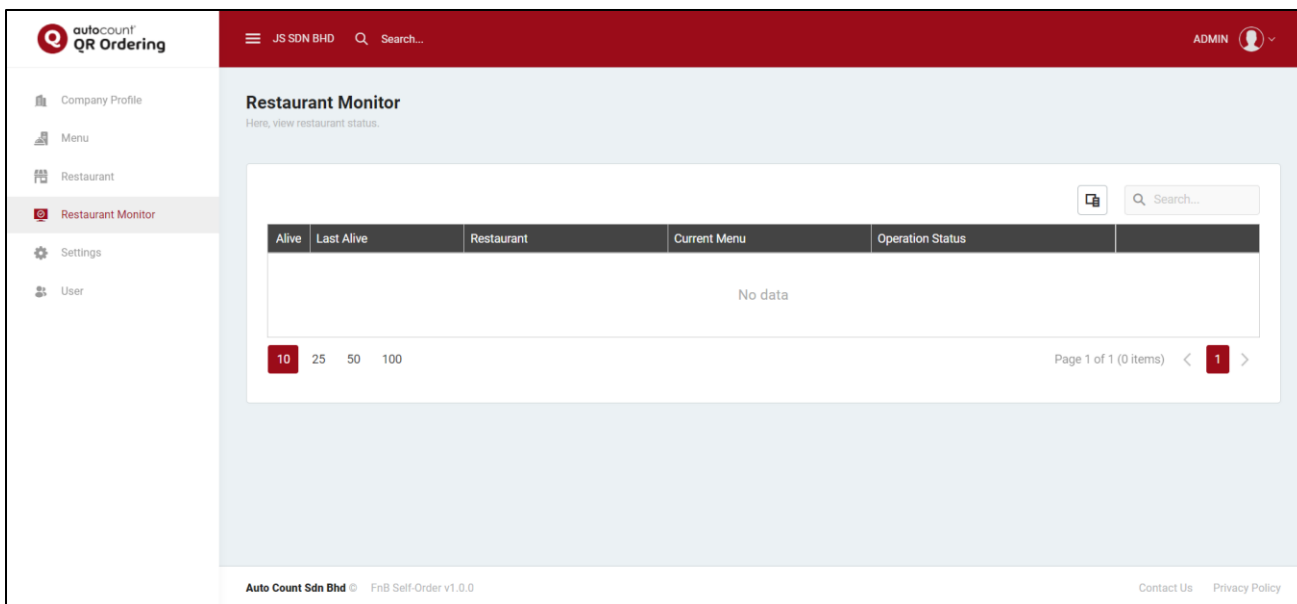 autocount
QR Ordering
JS SDN BHD Search... ADMIN
Company Profile
Menu
Restaurant
Restaurant Monitor
Settings
User
Restaurant Monitor
Here, view restaurant status.
Search...
Alive Last Alive Restaurant Current Menu Operation Status
No data
10 25 50 100 Page 1 of 1 (0 items) < 1 >
Auto Count Sdn Bhd © FnB Self-Order v1.0.0 Contact Us Privacy Policy